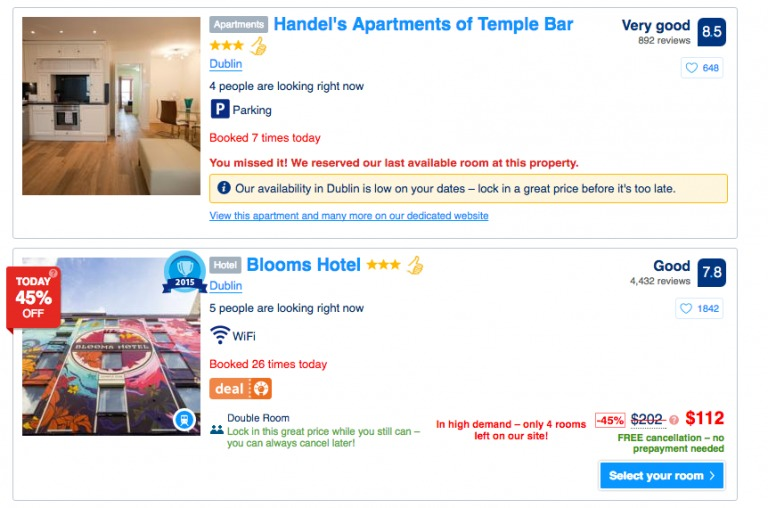 Apartments Handel's Apartments of Temple Bar
Very good 8.5
892 reviews
Dublin
648
4 people are looking right now
P Parking
Booked 7 times today
You missed it! We reserved our last available room at this property.
i Our availability in Dublin is low on your dates – lock in a great price before it's too late.
View this apartment and many more on our dedicated website
TODAY ?
45%
OFF
2015
BLOOMS HOTEL
Hotel Blooms Hotel
Good 7.8
4,432 reviews
Dublin
1842
5 people are looking right now
WiFi
Booked 26 times today
deal
Double Room
Lock in this great price while you still can –
you can always cancel later!
In high demand – only 4 rooms
left on our site!
-45% $202 ? $112
FREE cancellation – no
prepayment needed
Select your room